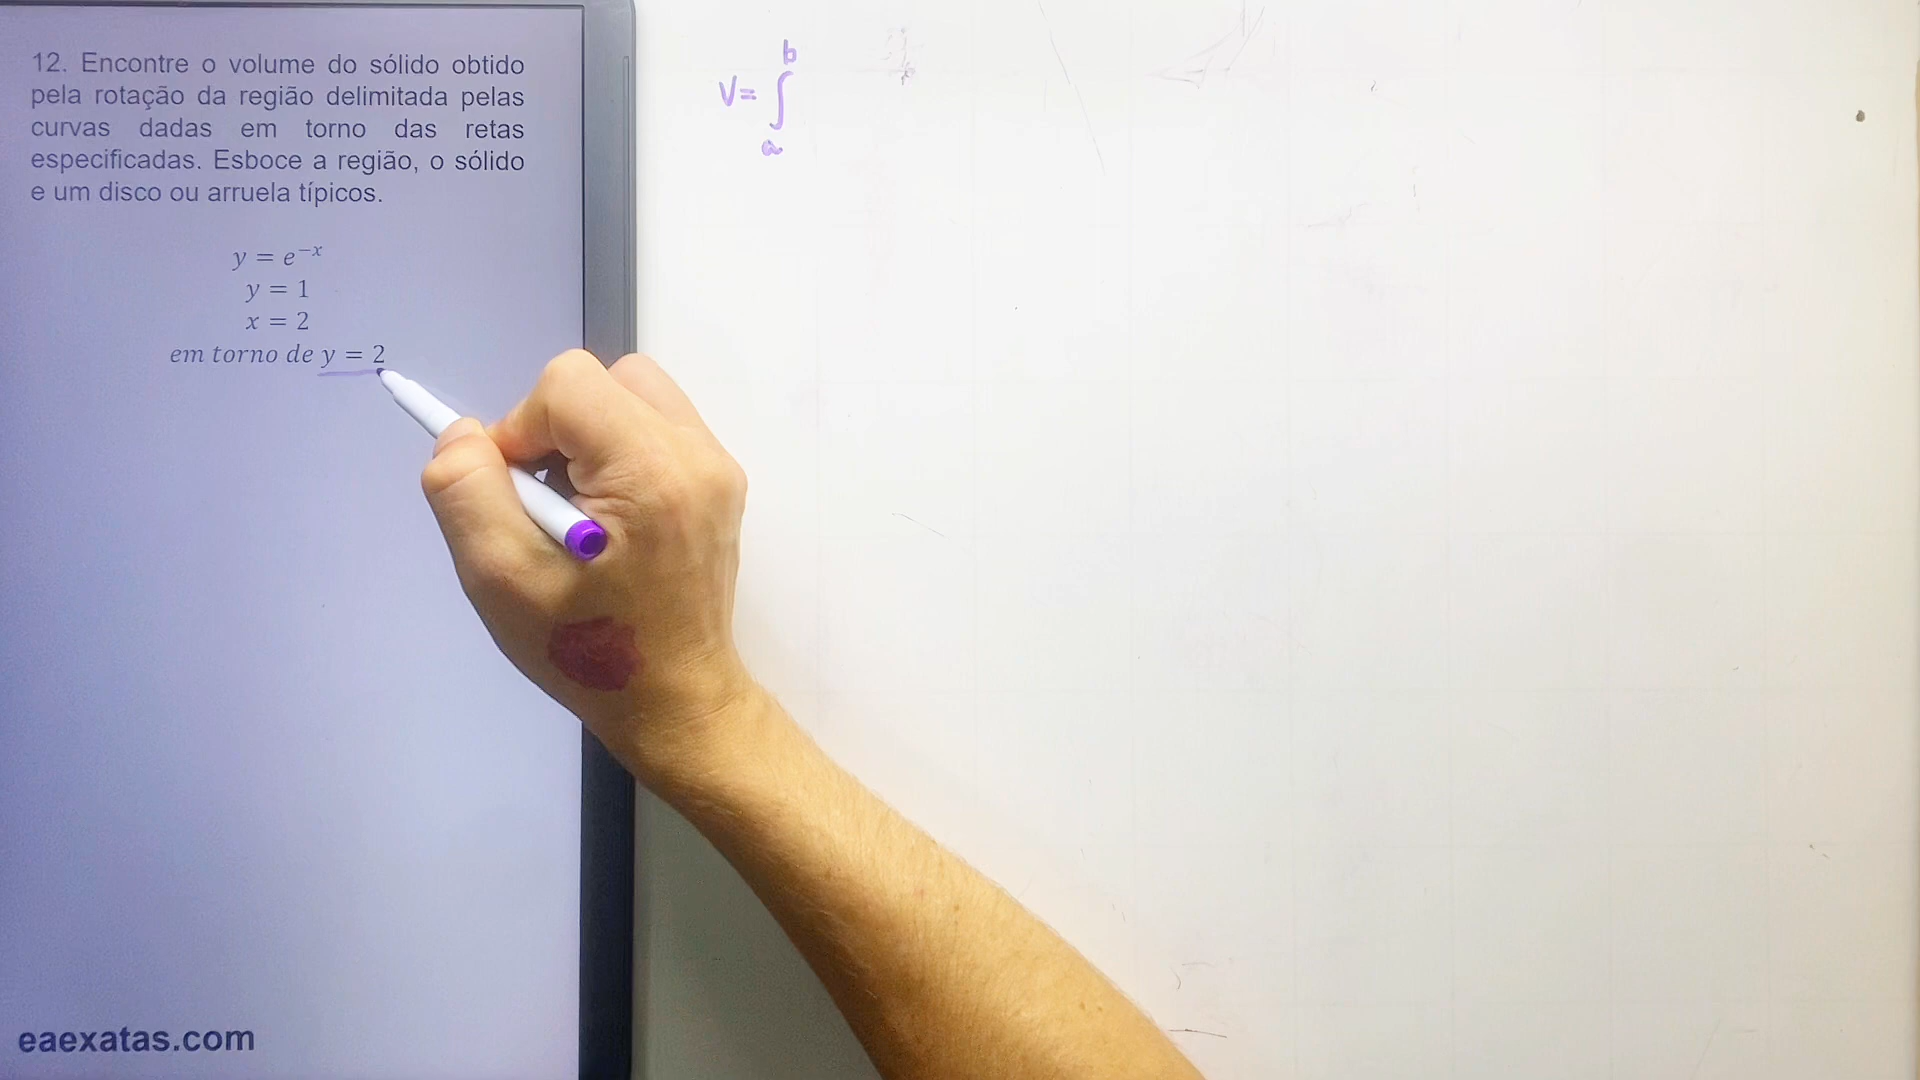 12. Encontre o volume do sólido obtido
pela rotação da região delimitada pelas
curvas dadas em torno das retas
especificadas. Esboce a região, o sólido
e um disco ou arruela típicos.
y = e^{-x}
y = 1
x = 2
em torno de y = 2
eaexatas.com
b
V= ∫
a